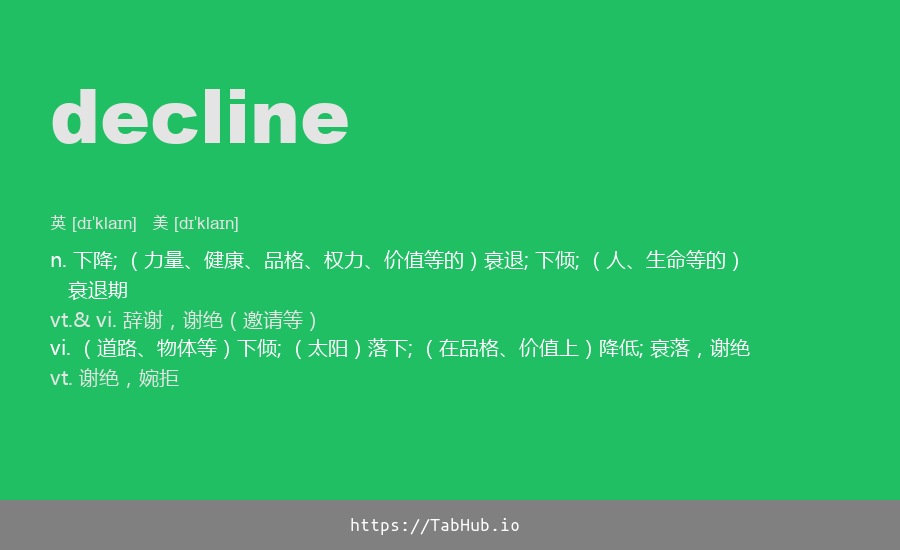 decline
英 [dɪˈklaɪn] 美 [dɪˈklaɪn]
n. 下降; （力量、健康、品格、权力、价值等的）衰退; 下倾; （人、生命等的）
衰退期
vt.& vi. 辞谢，谢绝（邀请等）
vi. （道路、物体等）下倾; （太阳）落下; （在品格、价值上）降低; 衰落，谢绝
vt. 谢绝，婉拒
https://TabHub.io